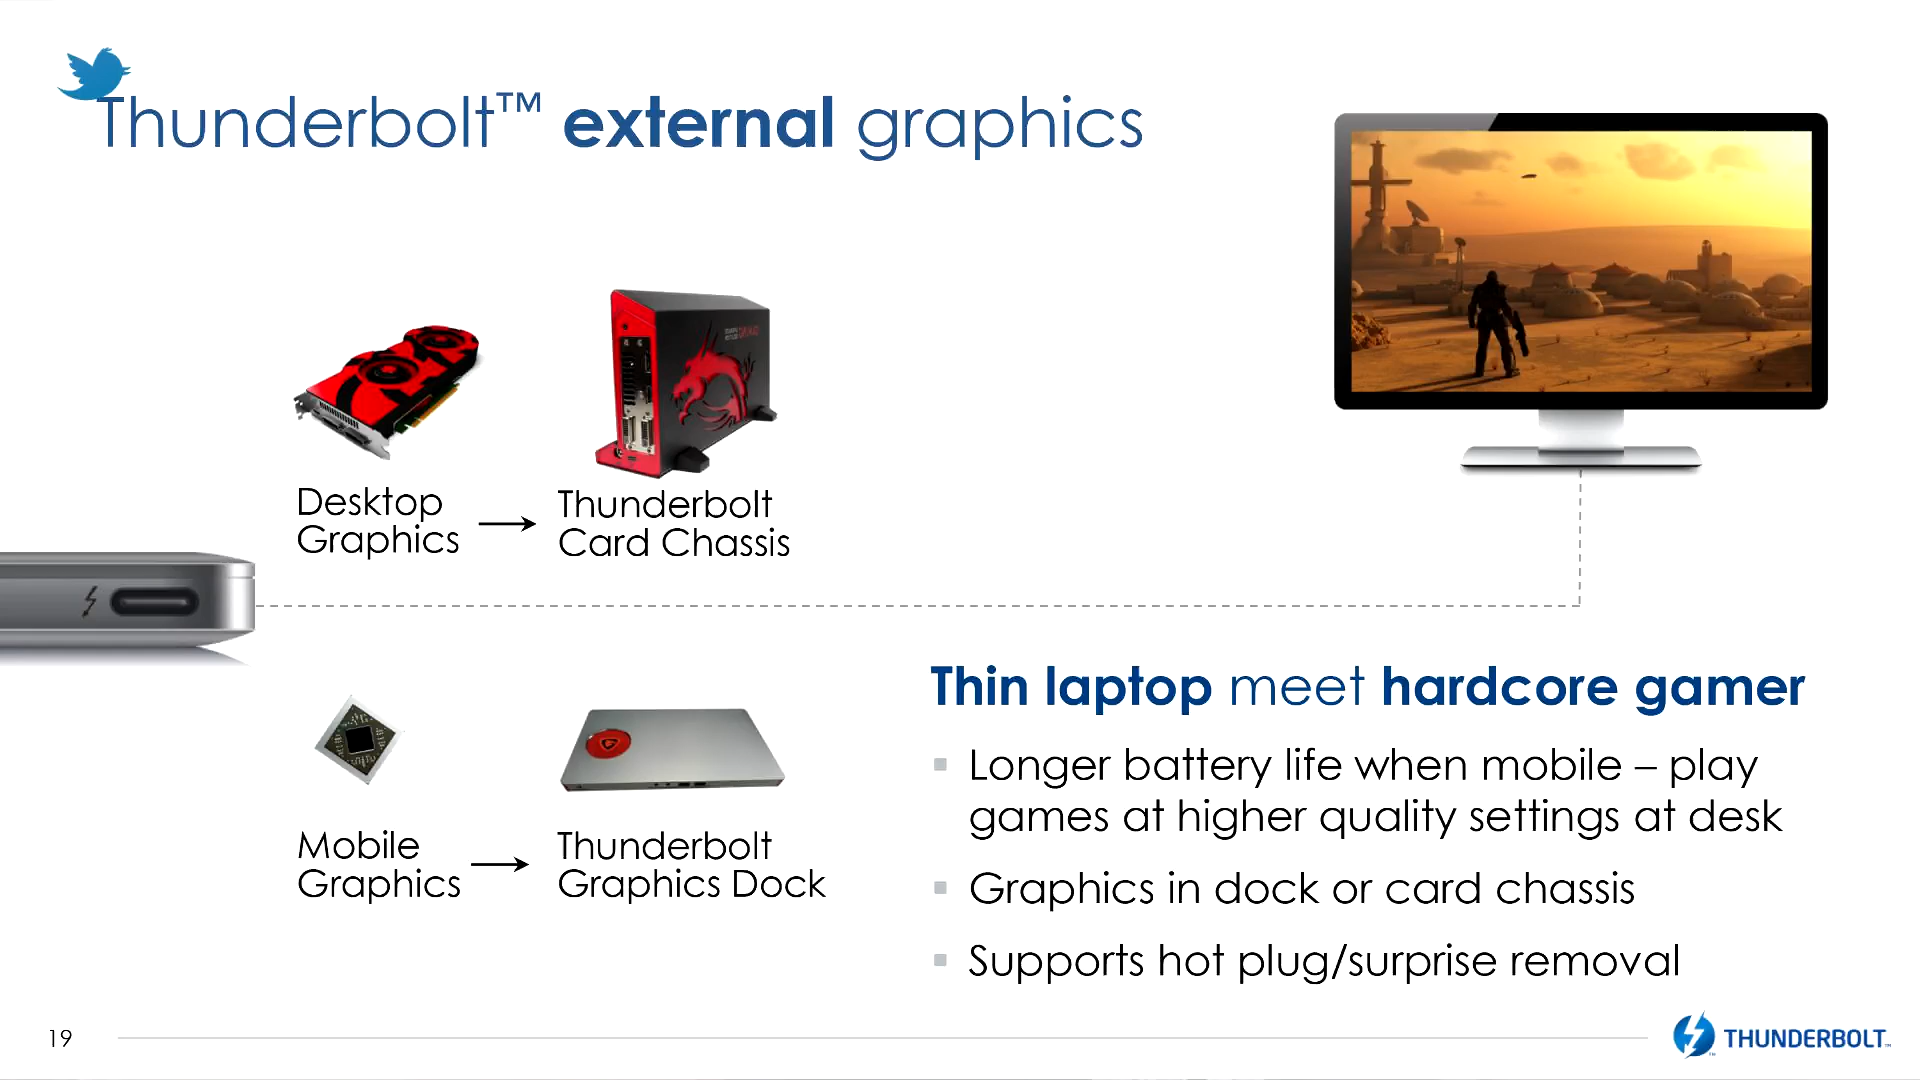 Thunderbolt™ external graphics
Desktop
Graphics
Thunderbolt
Card Chassis
Mobile
Graphics
Thunderbolt
Graphics Dock
Thin laptop meet hardcore gamer
▪ Longer battery life when mobile – play
games at higher quality settings at desk
▪ Graphics in dock or card chassis
▪ Supports hot plug/surprise removal
19
THUNDERBOLT™